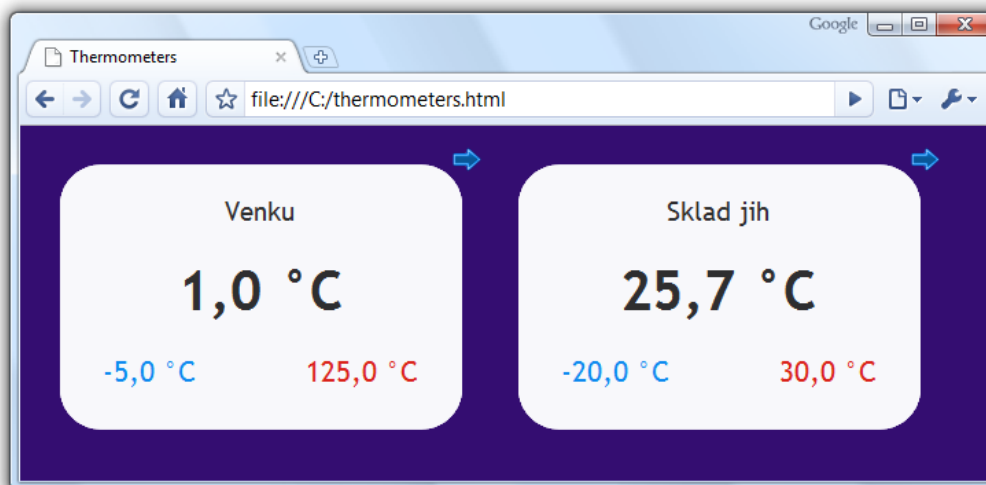 Google
Thermometers
file:///C:/thermometers.html
Venku
1,0 °C
-5,0 °C 125,0 °C
Sklad jih
25,7 °C
-20,0 °C 30,0 °C